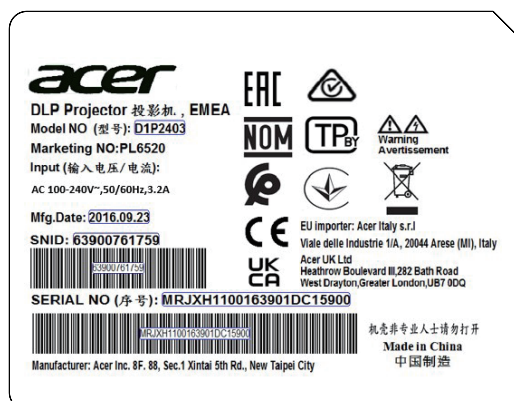 acer
DLP Projector 投影机 , EMEA
Model NO (型号): D1P2403
Marketing NO:PL6520
Input (输入电压/电流):
AC 100-240V~,50/60Hz,3.2A
Mfg.Date: 2016.09.23
SNID: 63900761759
63900761759
SERIAL NO (序号): MRJXH1100163901DC15900
MRJXH1100163901DC15900
Manufacturer: Acer Inc. 8F. 88, Sec.1 Xintai 5th Rd., New Taipei City
EAC
NOM
TP BY
Warning
Avertissement
CE
EU importer: Acer Italy s.r.l
Viale delle Industrie 1/A, 20044 Arese (MI), Italy
UK
CA
Acer UK Ltd
Heathrow Boulevard III,282 Bath Road
West Drayton,Greater London,UB7 0DQ
机壳非专业人士请勿打开
Made in China
中国制造